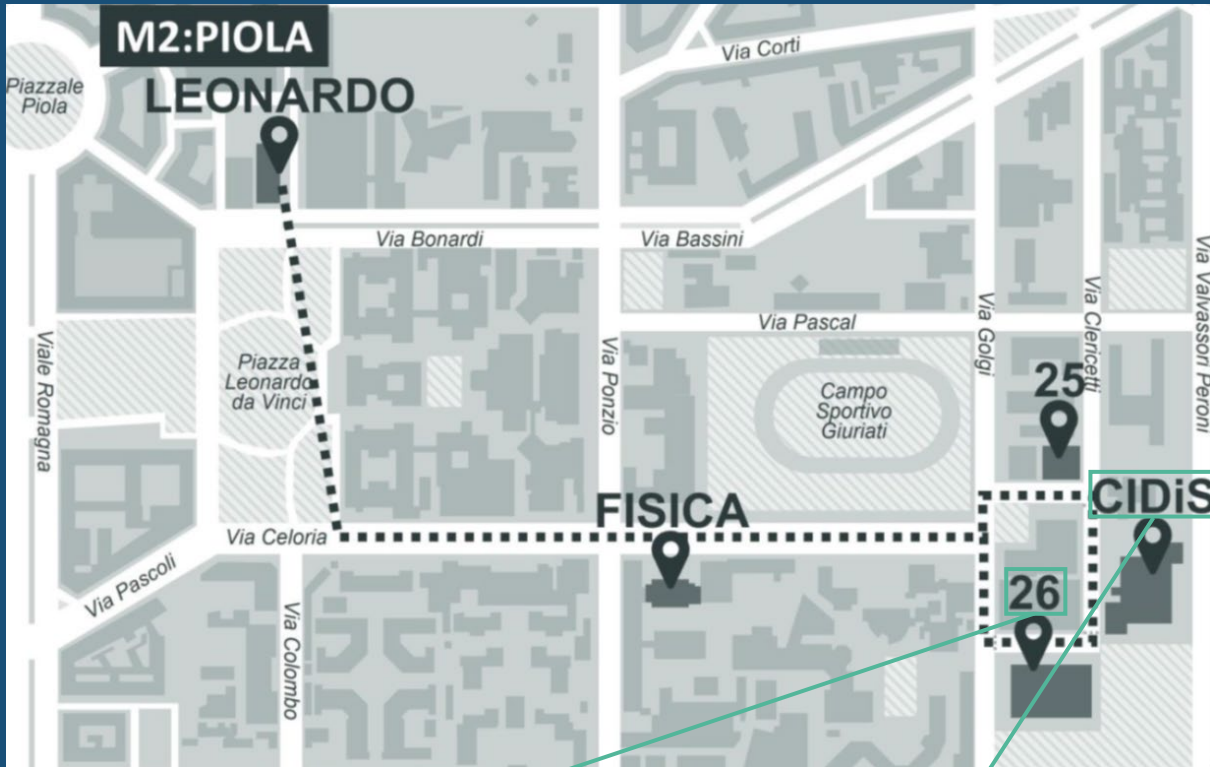 M2:PIOLA
LEONARDO
Piazzale
Piola
Via Corti
Via Bonardi
Via Bassini
Via Valvassori Peroni
Via Pascal
Via Golgi
Via Clericetti
Viale Romagna
Piazza
Leonardo
da Vinci
Via Ponzio
Campo
Sportivo
Giuriati
25
FISICA
CIDiS
Via Celoria
Via Pascoli
Via Colombo
26